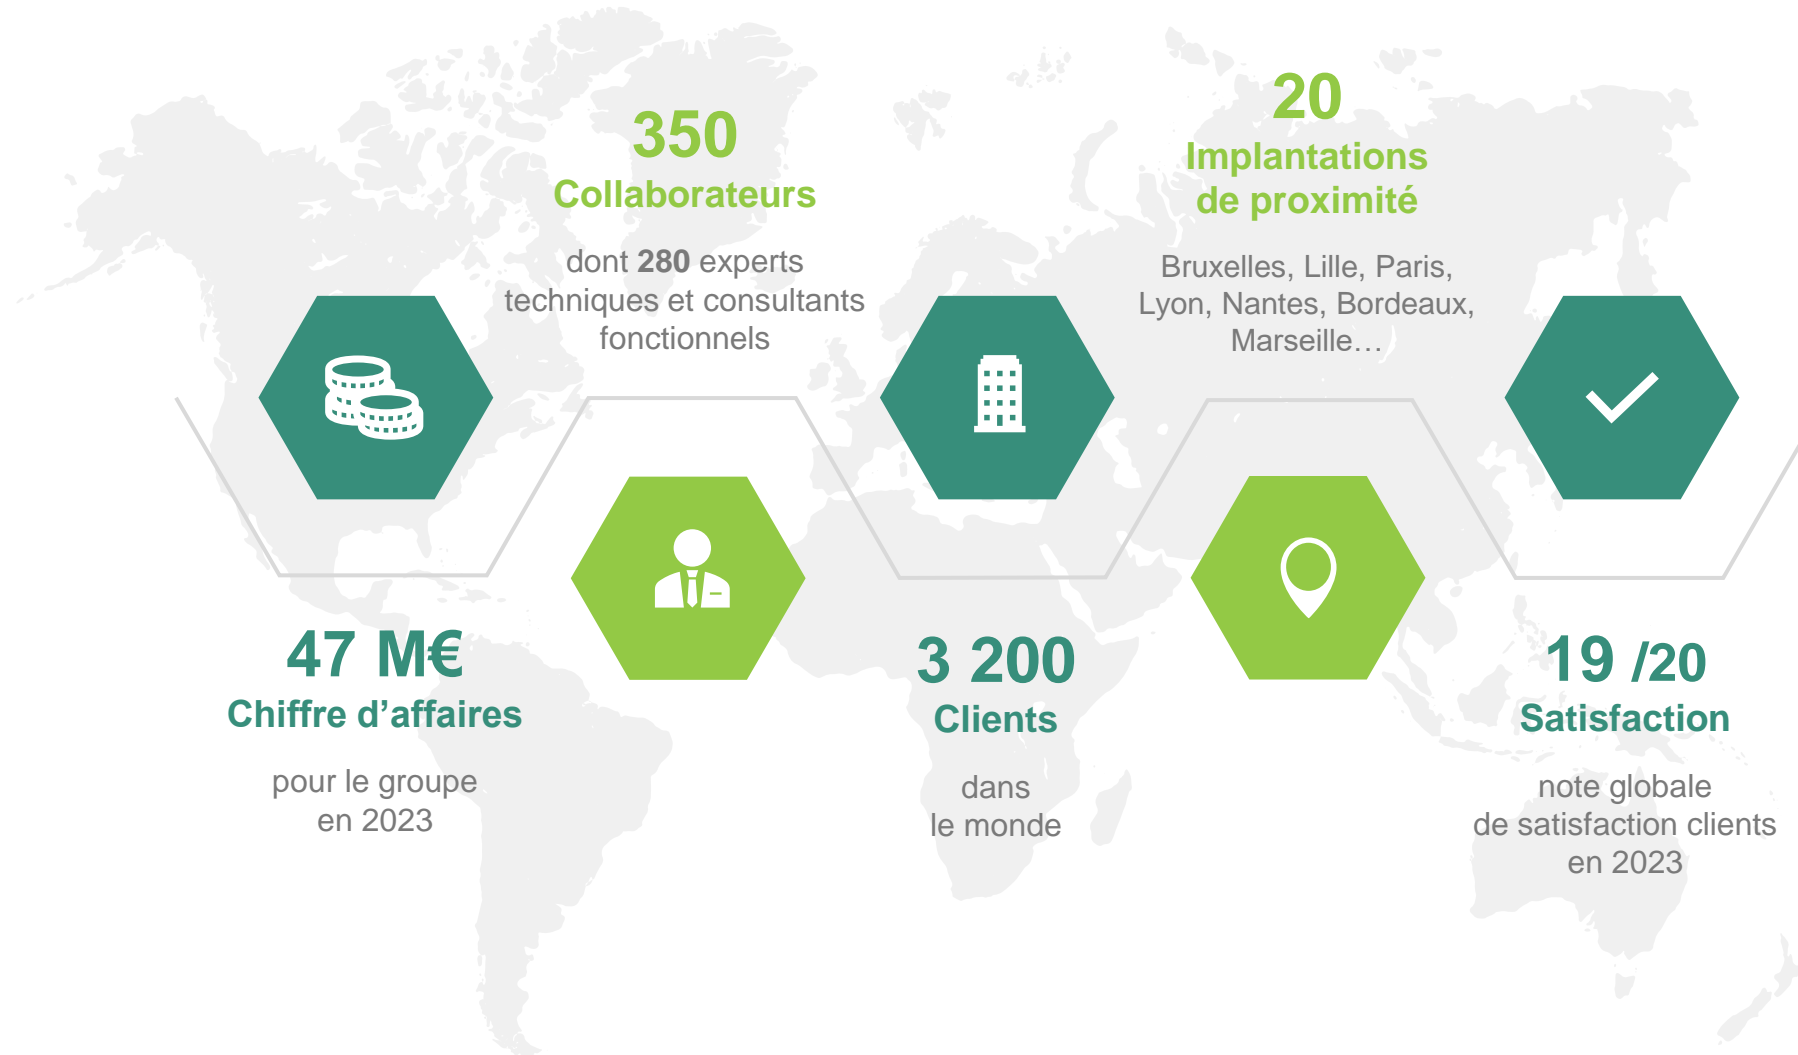 47 M€
Chiffre d’affaires
pour le groupe
en 2023
350
Collaborateurs
dont 280 experts
techniques et consultants
fonctionnels
3 200
Clients
dans
le monde
20
Implantations
de proximité
Bruxelles, Lille, Paris,
Lyon, Nantes, Bordeaux,
Marseille…
19 /20
Satisfaction
note globale
de satisfaction clients
en 2023